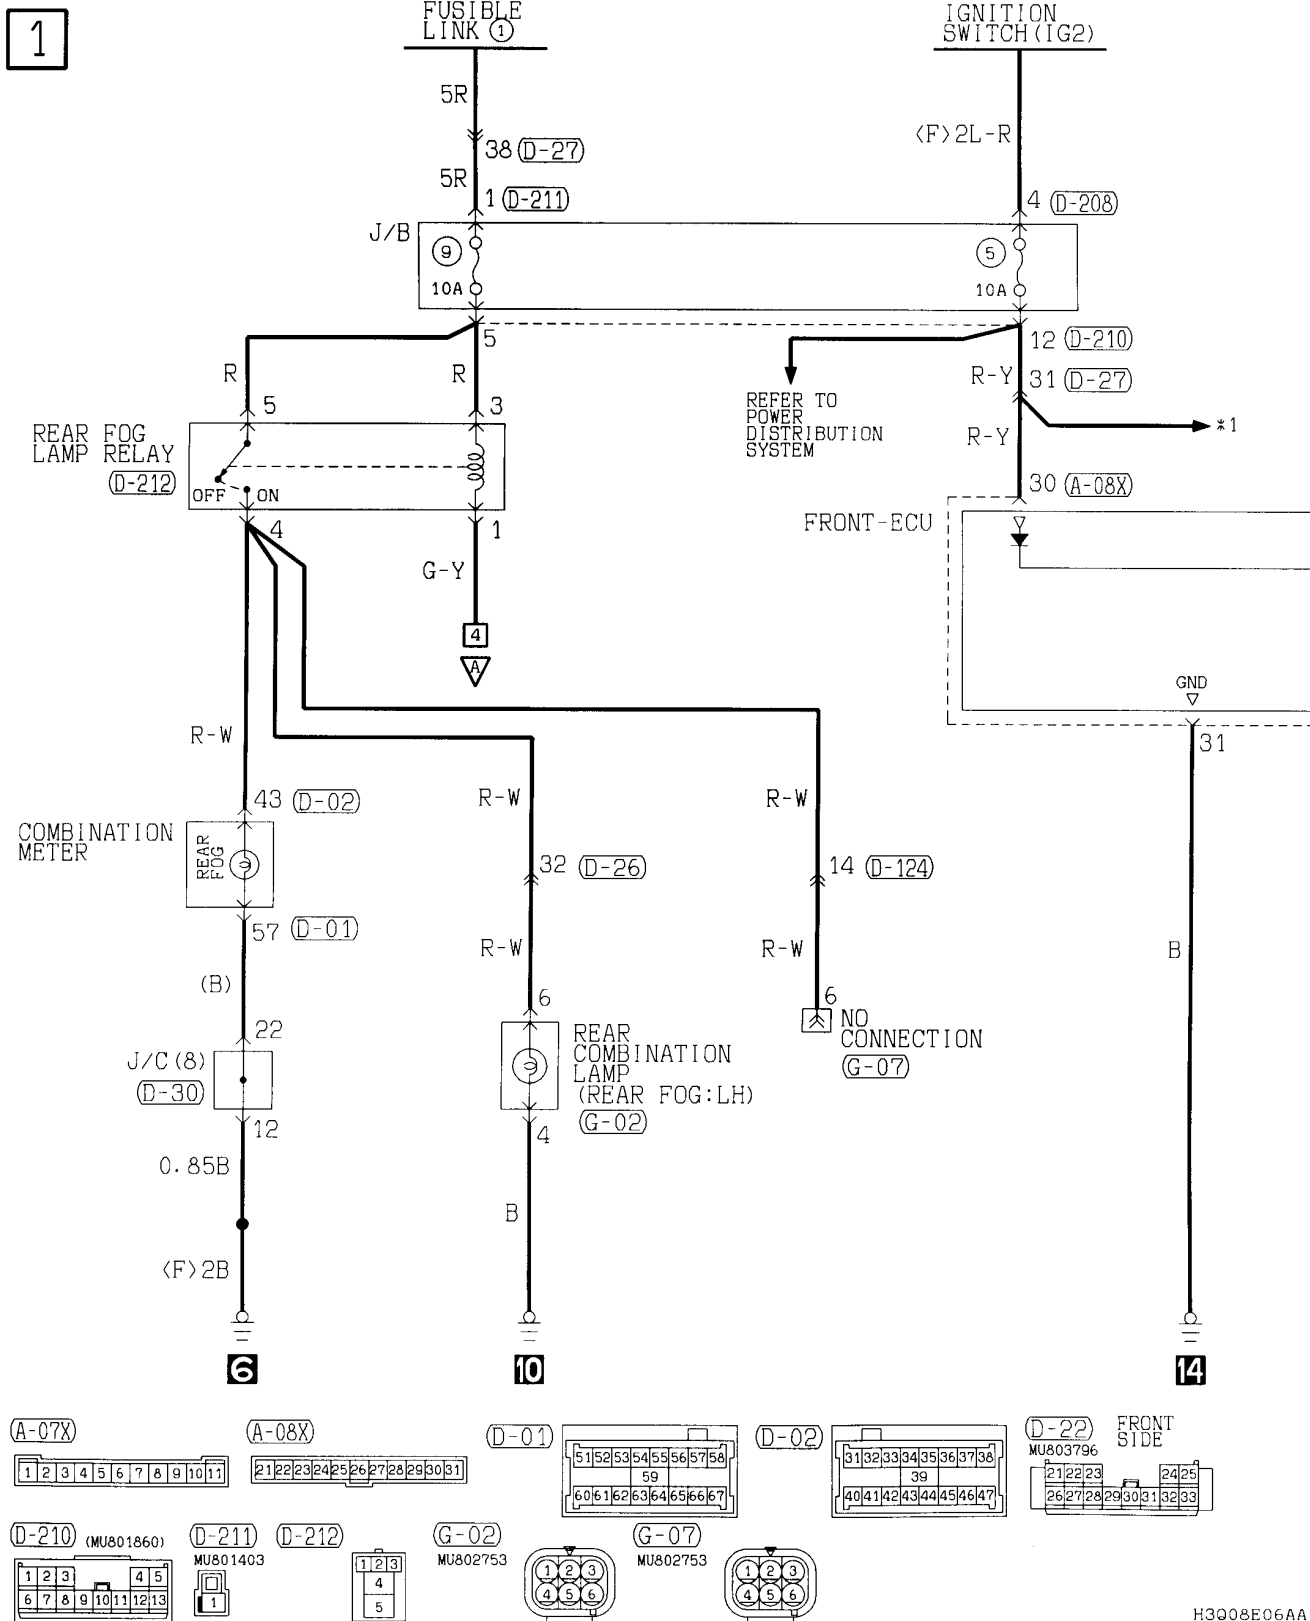 1
FUSIBLE
LINK ①
IGNITION
SWITCH(IG2)
5R
〈F〉2L-R
38 (D-27)
5R
1 (D-211)
4 (D-208)
J/B
9
5
10A
10A
5
12 (D-210)
R
R
R-Y
31 (D-27)
5
3
REFER TO
POWER
DISTRIBUTION
SYSTEM
R-Y
*1
REAR FOG
LAMP RELAY
(D-212)
OFF
ON
30 (A-08X)
4
1
FRONT-ECU
G-Y
4
A
GND
R-W
31
43 (D-02)
R-W
R-W
COMBINATION
METER
REAR
FOG
32 (D-26)
14 (D-124)
57 (D-01)
R-W
R-W
B
(B)
6
6
22
J/C(8)
(D-30)
REAR
COMBINATION
LAMP
(REAR FOG:LH)
(G-02)
NO
CONNECTION
(G-07)
12
4
0.85B
B
〈F〉2B
6
10
14
(A-07X)
1 2 3 4 5 6 7 8 9 10 11
(A-08X)
21 22 23 24 25 26 27 28 29 30 31
(D-01)
51 52 53 54 55 56 57 58
59
60 61 62 63 64 65 66 67
(D-02)
31 32 33 34 35 36 37 38
39
40 41 42 43 44 45 46 47
(D-22)
FRONT
SIDE
MU803796
21 22 23 24 25
26 27 28 29 30 31 32 33
(D-210) (MU801860)
1 2 3 4 5
6 7 8 9 10 11 12 13
(D-211)
MU801403
1
(D-212)
1 2 3
4
5
(G-02)
MU802753
1 2 3
4 5 6
(G-07)
MU802753
1 2 3
4 5 6
H3Q08E06AA